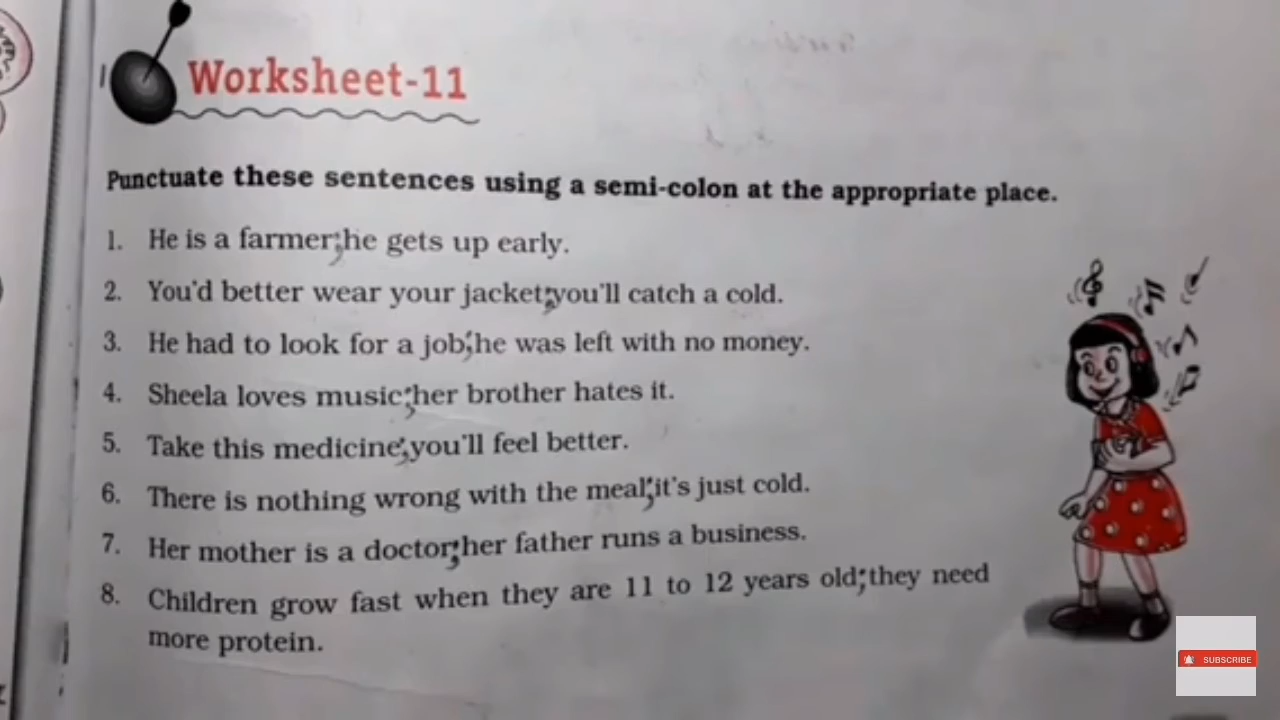 Worksheet-11
Punctuate these sentences using a semi-colon at the appropriate place.
1. He is a farmer;he gets up early.
2. You'd better wear your jacket;you'll catch a cold.
3. He had to look for a job;he was left with no money.
4. Sheela loves music;her brother hates it.
5. Take this medicine;you'll feel better.
6. There is nothing wrong with the meal;it's just cold.
7. Her mother is a doctor;her father runs a business.
8. Children grow fast when they are 11 to 12 years old;they need
more protein.
SUBSCRIBE